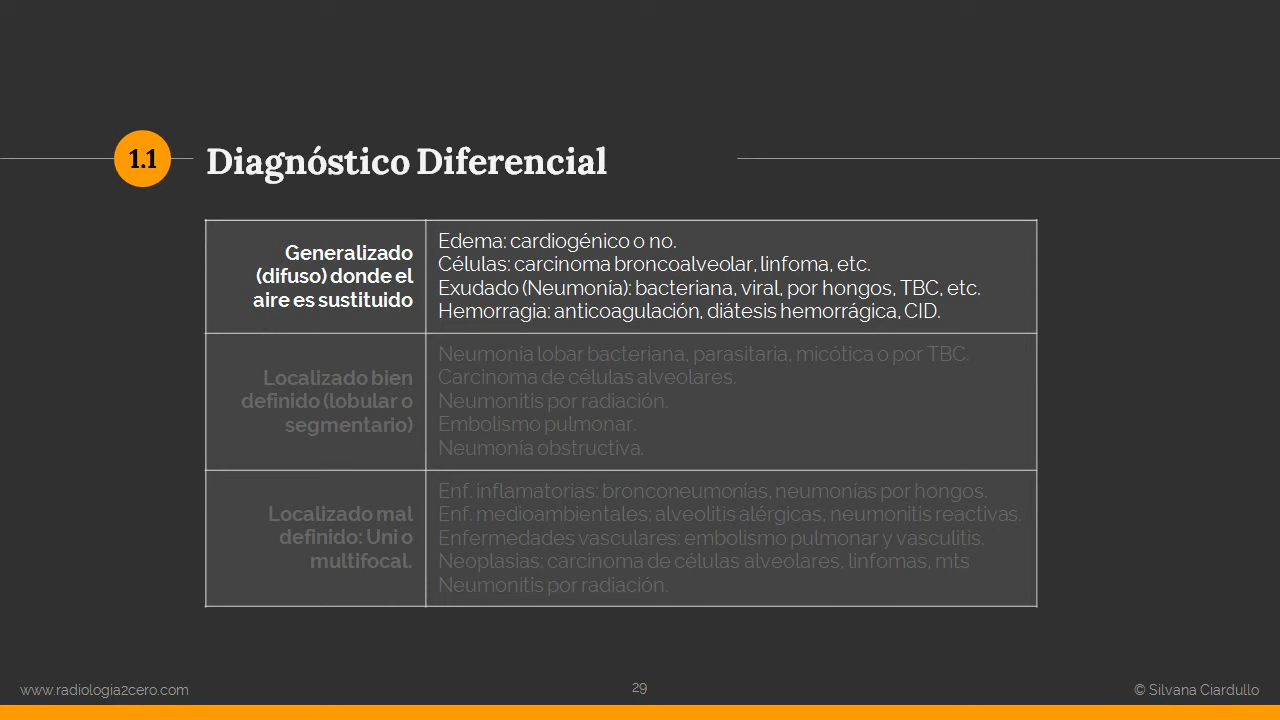 1.1
Diagnóstico Diferencial
Generalizado
(difuso) donde el
aire es sustituido
Edema: cardiogénico o no.
Células: carcinoma broncoalveolar, linfoma, etc.
Exudado (Neumonía): bacteriana, viral, por hongos, TBC, etc.
Hemorragia: anticoagulación, diátesis hemorrágica, CID.
Localizado bien
definido (lobular o
segmentario)
Neumonía lobar bacteriana, parasitaria, micótica o por TBC.
Carcinoma de células alveolares.
Neumonitis por radiación.
Embolismo pulmonar.
Neumonía obstructiva.
Localizado mal
definido: Uni o
multifocal.
Enf. inflamatorias: bronconeumonías, neumonías por hongos.
Enf. medioambientales: alveolitis alérgicas, neumonitis reactivas.
Enfermedades vasculares: embolismo pulmonar y vasculitis.
Neoplasias: carcinoma de células alveolares, linfomas, mts
Neumonitis por radiación.
www.radiologia2cero.com
29
© Silvana Ciardullo